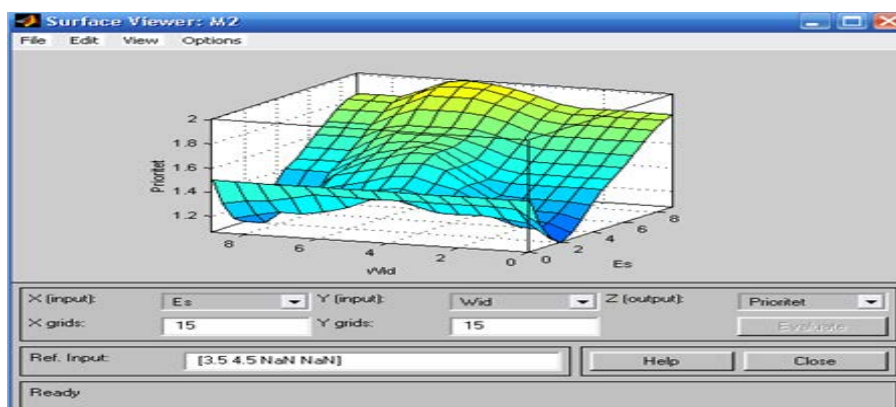 Surface Viewer: M2
File Edit View Options
2
1.8
1.6
1.4
1.2
Prioritet
8
6
4
2
0
Wid
0
2
4
6
8
Es
X (input): Es Y (input): Wid Z (output): Prioritet
X grids: 15 Y grids: 15 Evaluate
Ref. Input: [3.5 4.5 NaN NaN] Help Close
Ready